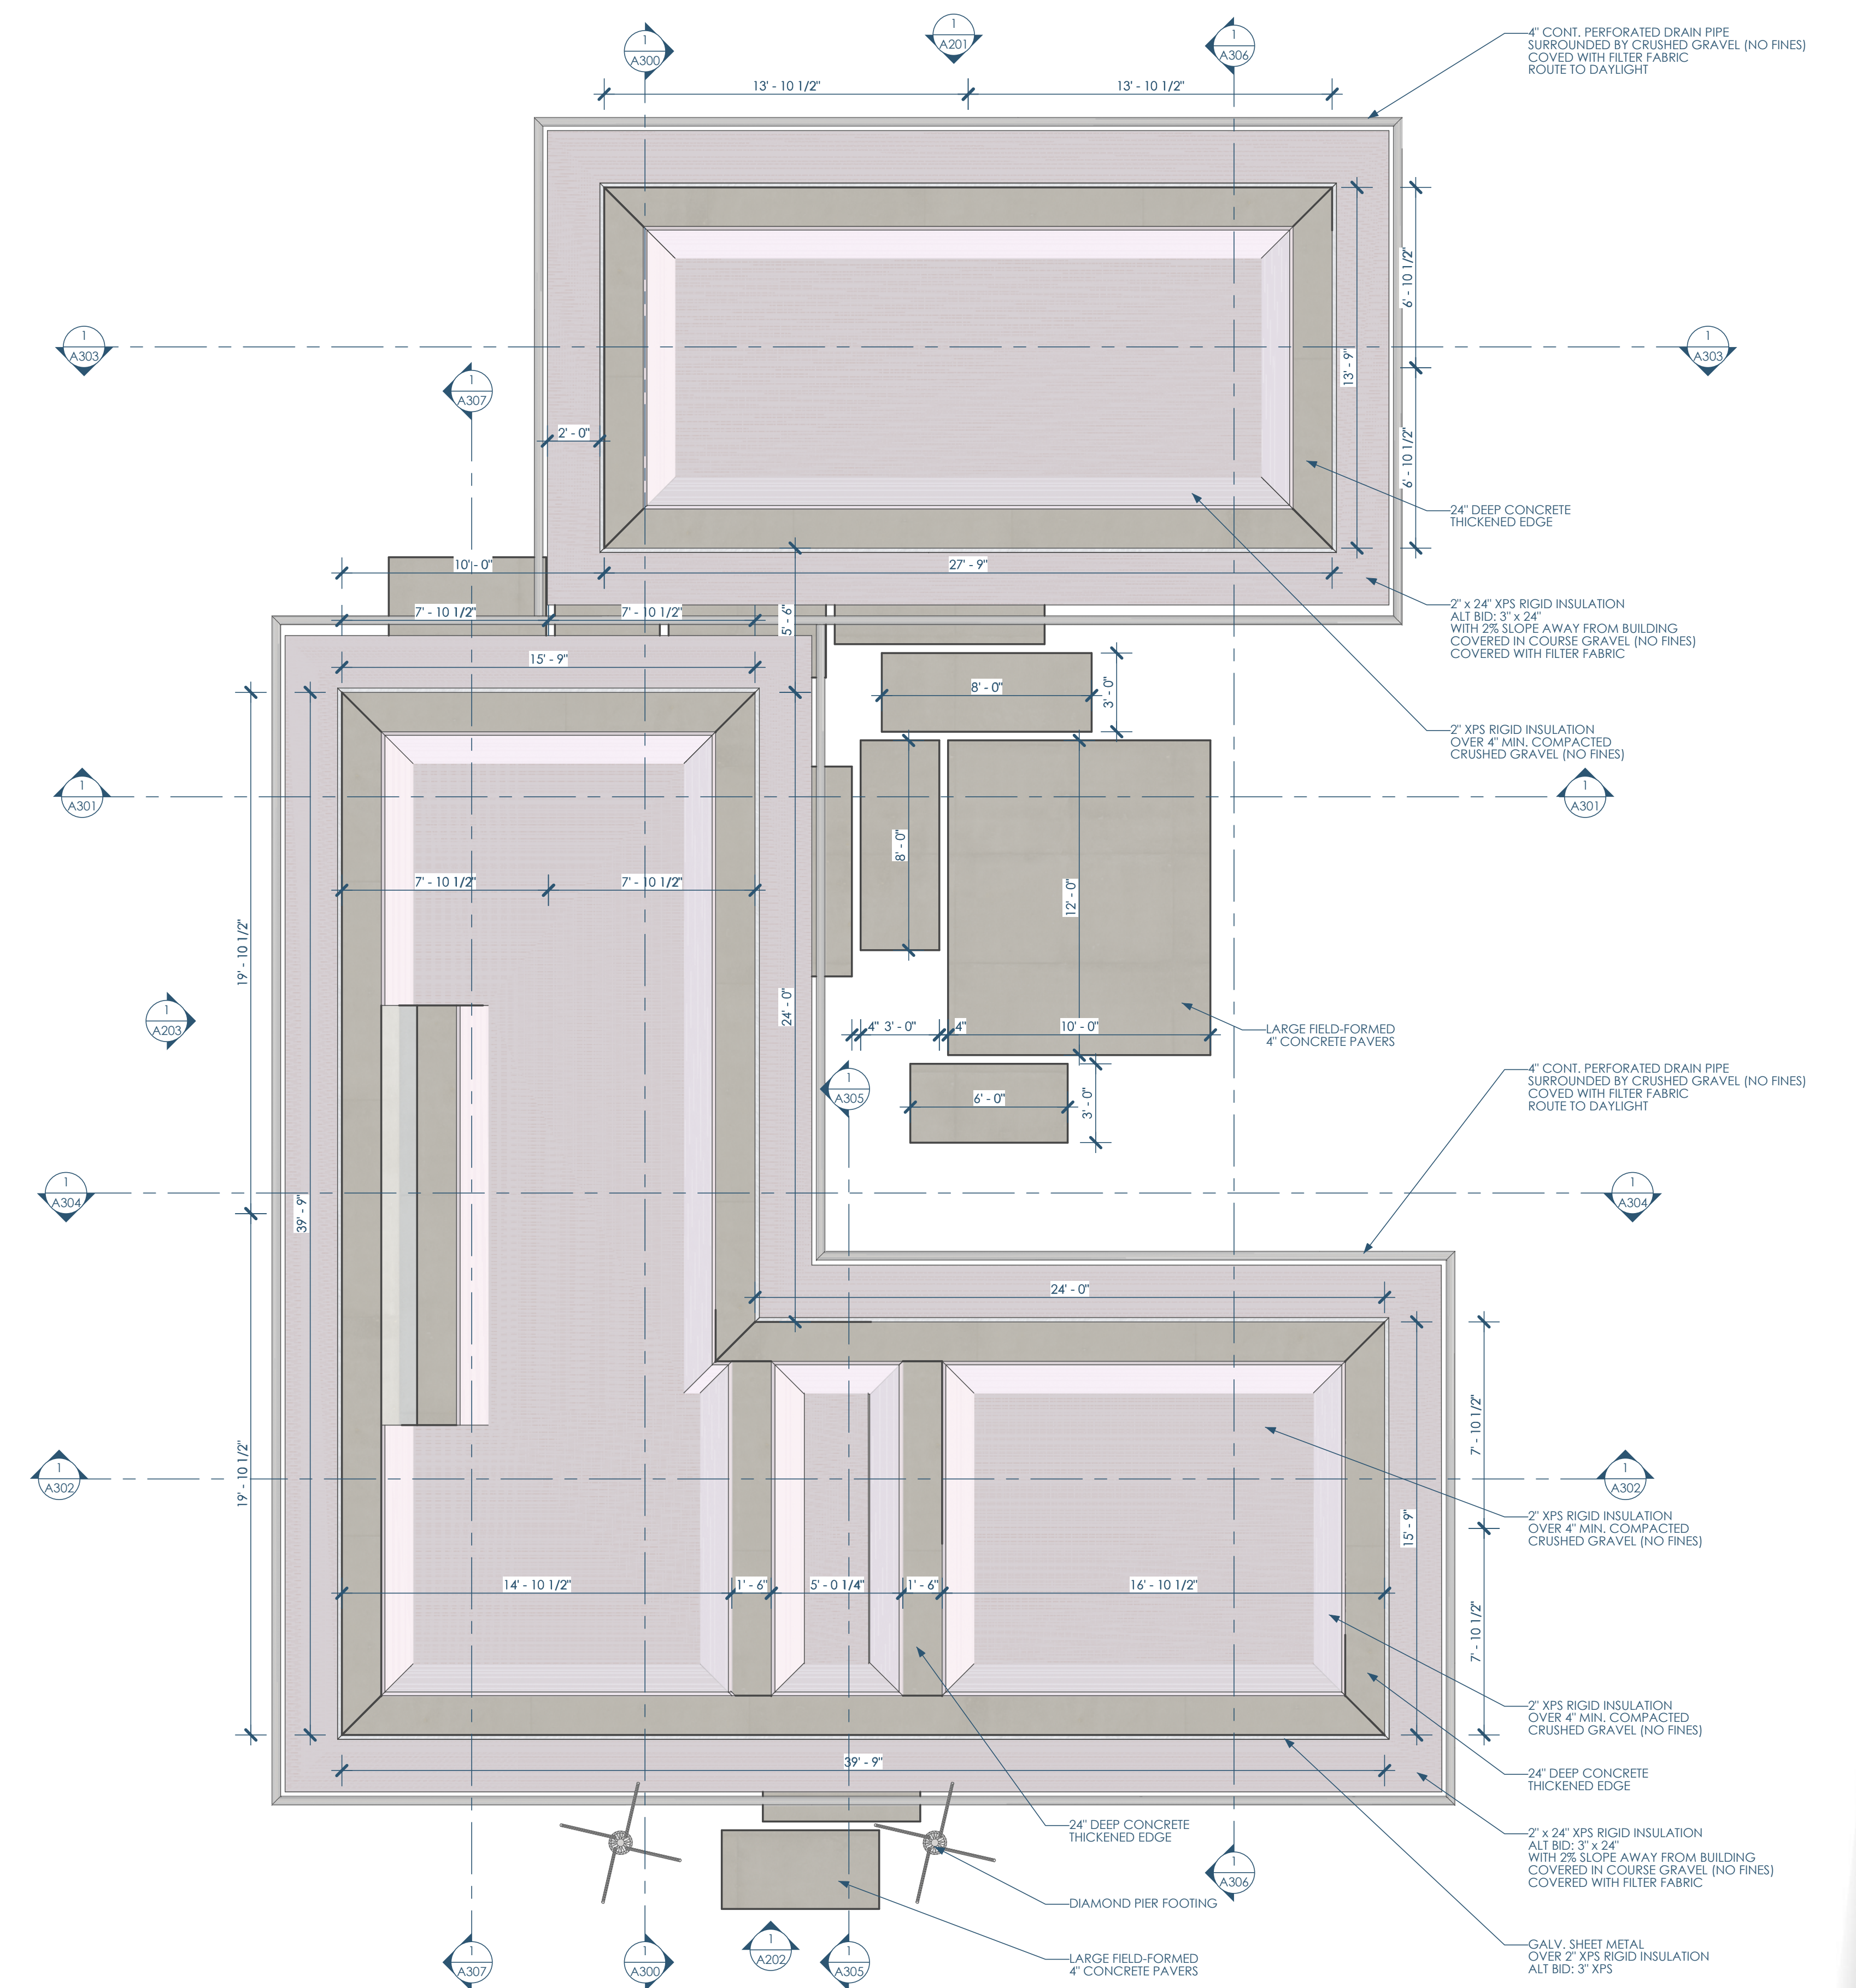 1
A300
1
A201
1
A306
4" CONT. PERFORATED DRAIN PIPE
SURROUNDED BY CRUSHED GRAVEL (NO FINES)
COVED WITH FILTER FABRIC
ROUTE TO DAYLIGHT
13' - 10 1/2"
13' - 10 1/2"
6' - 10 1/2"
1
A303
13' - 9"
1
A303
1
A307
2' - 0"
6' - 10 1/2"
24" DEEP CONCRETE
THICKENED EDGE
10' - 0"
27' - 9"
7' - 10 1/2"
7' - 10 1/2"
5' - 6"
2" x 24" XPS RIGID INSULATION
ALT BID: 3" x 24"
WITH 2% SLOPE AWAY FROM BUILDING
COVERED IN COURSE GRAVEL (NO FINES)
COVERED WITH FILTER FABRIC
15' - 9"
8' - 0"
3' - 0"
2" XPS RIGID INSULATION
OVER 4" MIN. COMPACTED
CRUSHED GRAVEL (NO FINES)
1
A301
1
A301
8' - 0"
7' - 10 1/2"
7' - 10 1/2"
12' - 0"
19' - 10 1/2"
24' - 0"
1
A203
4"
3' - 0"
4"
10' - 0"
LARGE FIELD-FORMED
4" CONCRETE PAVERS
4" CONT. PERFORATED DRAIN PIPE
SURROUNDED BY CRUSHED GRAVEL (NO FINES)
COVED WITH FILTER FABRIC
ROUTE TO DAYLIGHT
1
A305
6' - 0"
3' - 0"
1
A304
39' - 9"
1
A304
24' - 0"
7' - 10 1/2"
19' - 10 1/2"
1
A302
1
A302
15' - 9"
2" XPS RIGID INSULATION
OVER 4" MIN. COMPACTED
CRUSHED GRAVEL (NO FINES)
14' - 10 1/2"
1' - 6"
5' - 0 1/4"
1' - 6"
16' - 10 1/2"
7' - 10 1/2"
2" XPS RIGID INSULATION
OVER 4" MIN. COMPACTED
CRUSHED GRAVEL (NO FINES)
39' - 9"
24" DEEP CONCRETE
THICKENED EDGE
24" DEEP CONCRETE
THICKENED EDGE
2" x 24" XPS RIGID INSULATION
ALT BID: 3" x 24"
WITH 2% SLOPE AWAY FROM BUILDING
COVERED IN COURSE GRAVEL (NO FINES)
COVERED WITH FILTER FABRIC
1
A306
DIAMOND PIER FOOTING
1
A307
1
A300
1
A202
1
A305
LARGE FIELD-FORMED
4" CONCRETE PAVERS
GALV. SHEET METAL
OVER 2" XPS RIGID INSULATION
ALT BID: 3" XPS